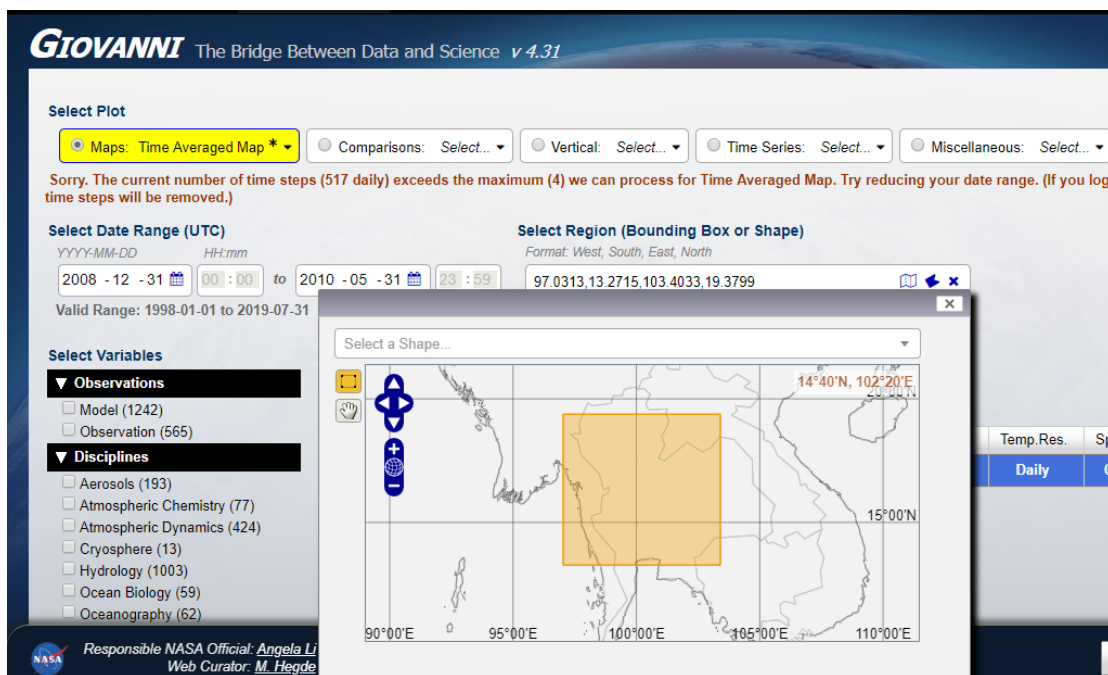 GIOVANNI The Bridge Between Data and Science v 4.31
Select Plot
Maps: Time Averaged Map * Comparisons: Select... Vertical: Select... Time Series: Select... Miscellaneous: Select...
Sorry. The current number of time steps (517 daily) exceeds the maximum (4) we can process for Time Averaged Map. Try reducing your date range. (If you log
time steps will be removed.)
Select Date Range (UTC) Select Region (Bounding Box or Shape)
YYYY-MM-DD HH:mm Format: West, South, East, North
2008 - 12 - 31 00 : 00 to 2010 - 05 - 31 23 : 59 97.0313,13.2715,103.4033,19.3799
Valid Range: 1998-01-01 to 2019-07-31
Select a Shape...
Select Variables
Observations
14°40'N, 102°20'E
20°00'N
Model (1242)
Observation (565)
Temp.Res. Sp
Disciplines
Daily
Aerosols (193)
Atmospheric Chemistry (77)
15°00'N
Atmospheric Dynamics (424)
Cryosphere (13)
Hydrology (1003)
Ocean Biology (59)
Oceanography (62)
90°00'E 95°00'E 100°00'E 105°00'E 110°00'E
NASA
Responsible NASA Official: Angela Li
Web Curator: M. Hegde